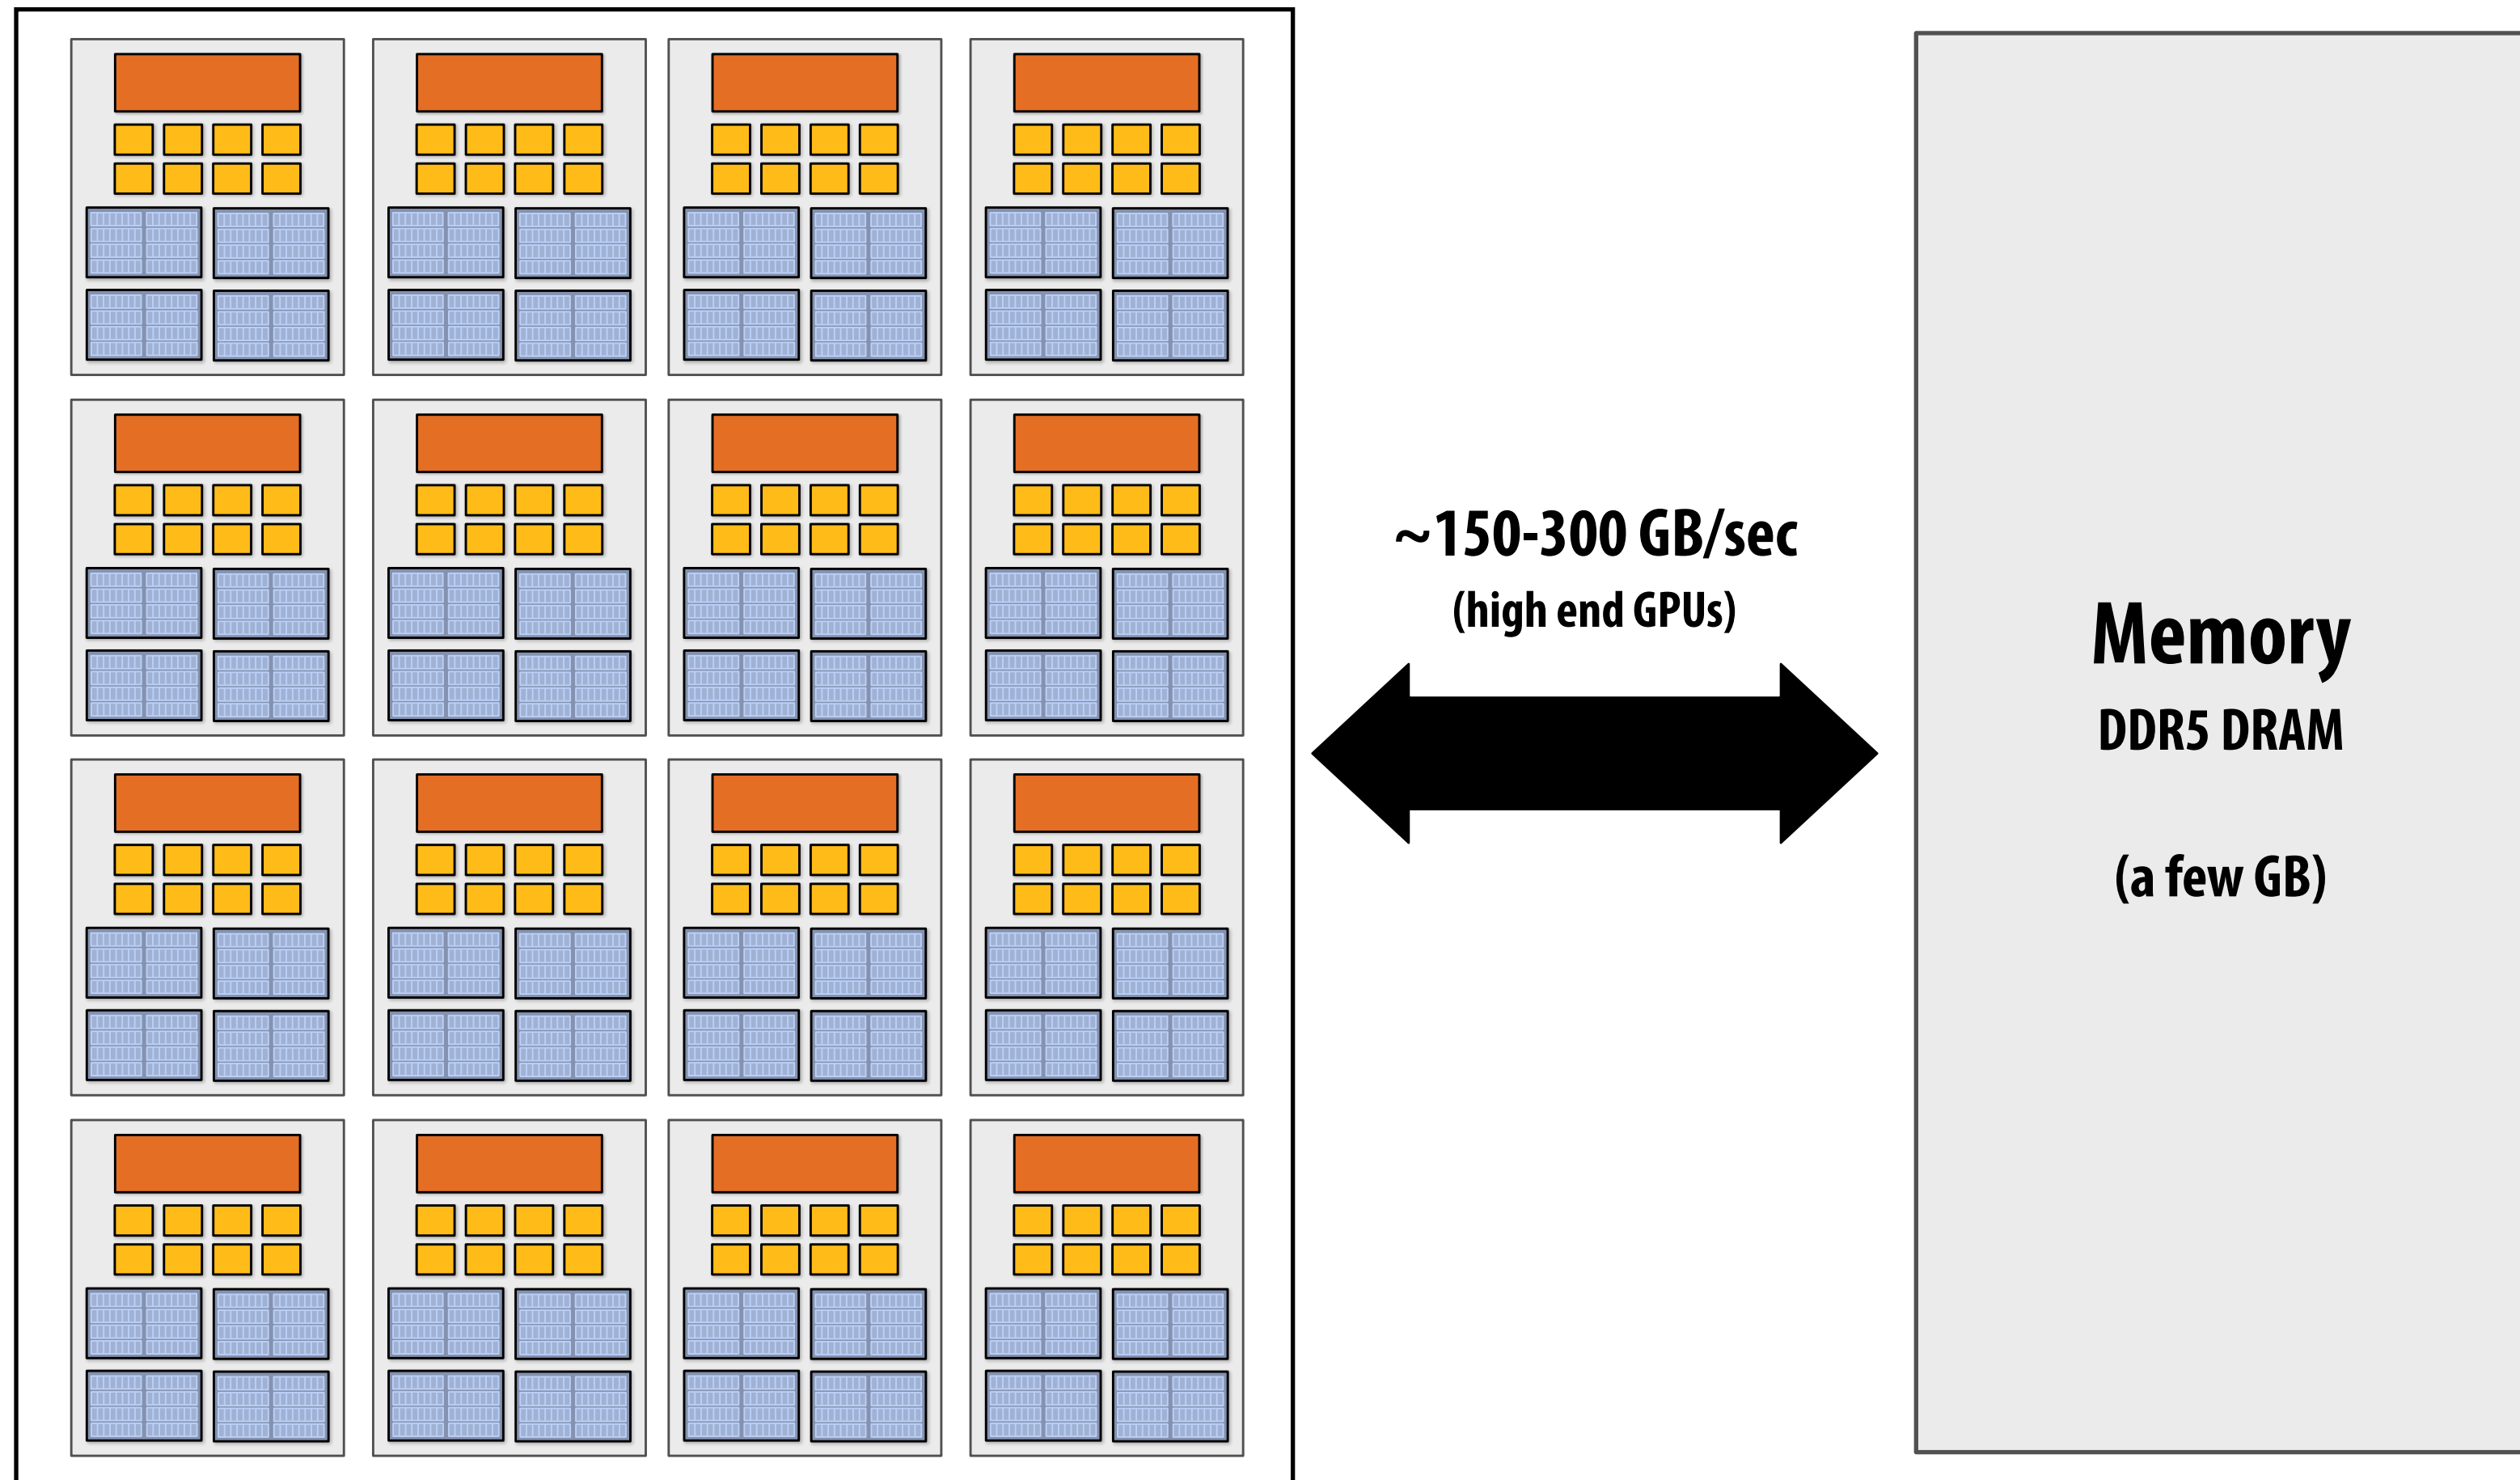 ~150-300 GB/sec
(high end GPUs)
Memory
DDR5 DRAM
(a few GB)